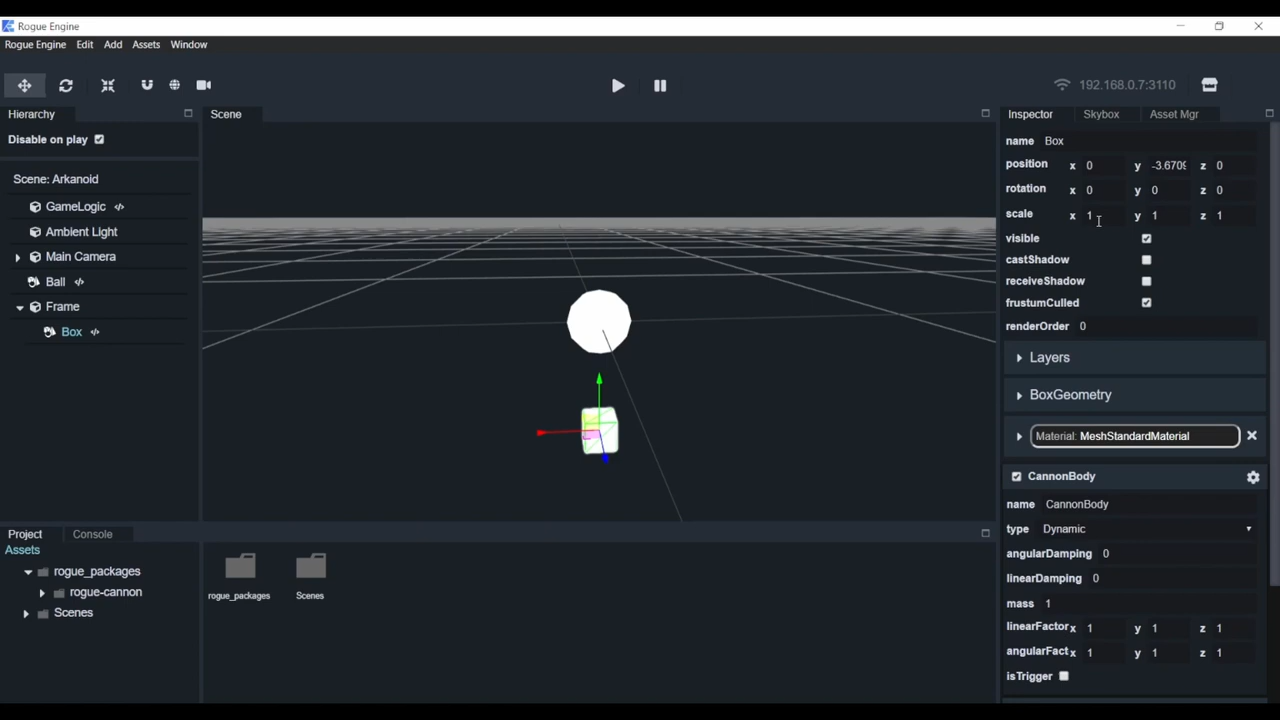 Rogue Engine
Rogue Engine Edit Add Assets Window
192.168.0.7:3110
Hierarchy
Disable on play
Scene: Arkanoid
GameLogic
Ambient Light
Main Camera
Ball
Frame
Box
Scene
Inspector Skybox Asset Mgr
name Box
position x 0 y -3.6709 z 0
rotation x 0 y 0 z 0
scale x 1 y 1 z 1
visible
castShadow
receiveShadow
frustumCulled
renderOrder 0
Layers
BoxGeometry
Material: MeshStandardMaterial
CannonBody
name CannonBody
type Dynamic
angularDamping 0
linearDamping 0
mass 1
linearFactor x 1 y 1 z 1
angularFact x 1 y 1 z 1
isTrigger
Project Console
Assets
rogue_packages
rogue-cannon
Scenes
rogue_packages Scenes